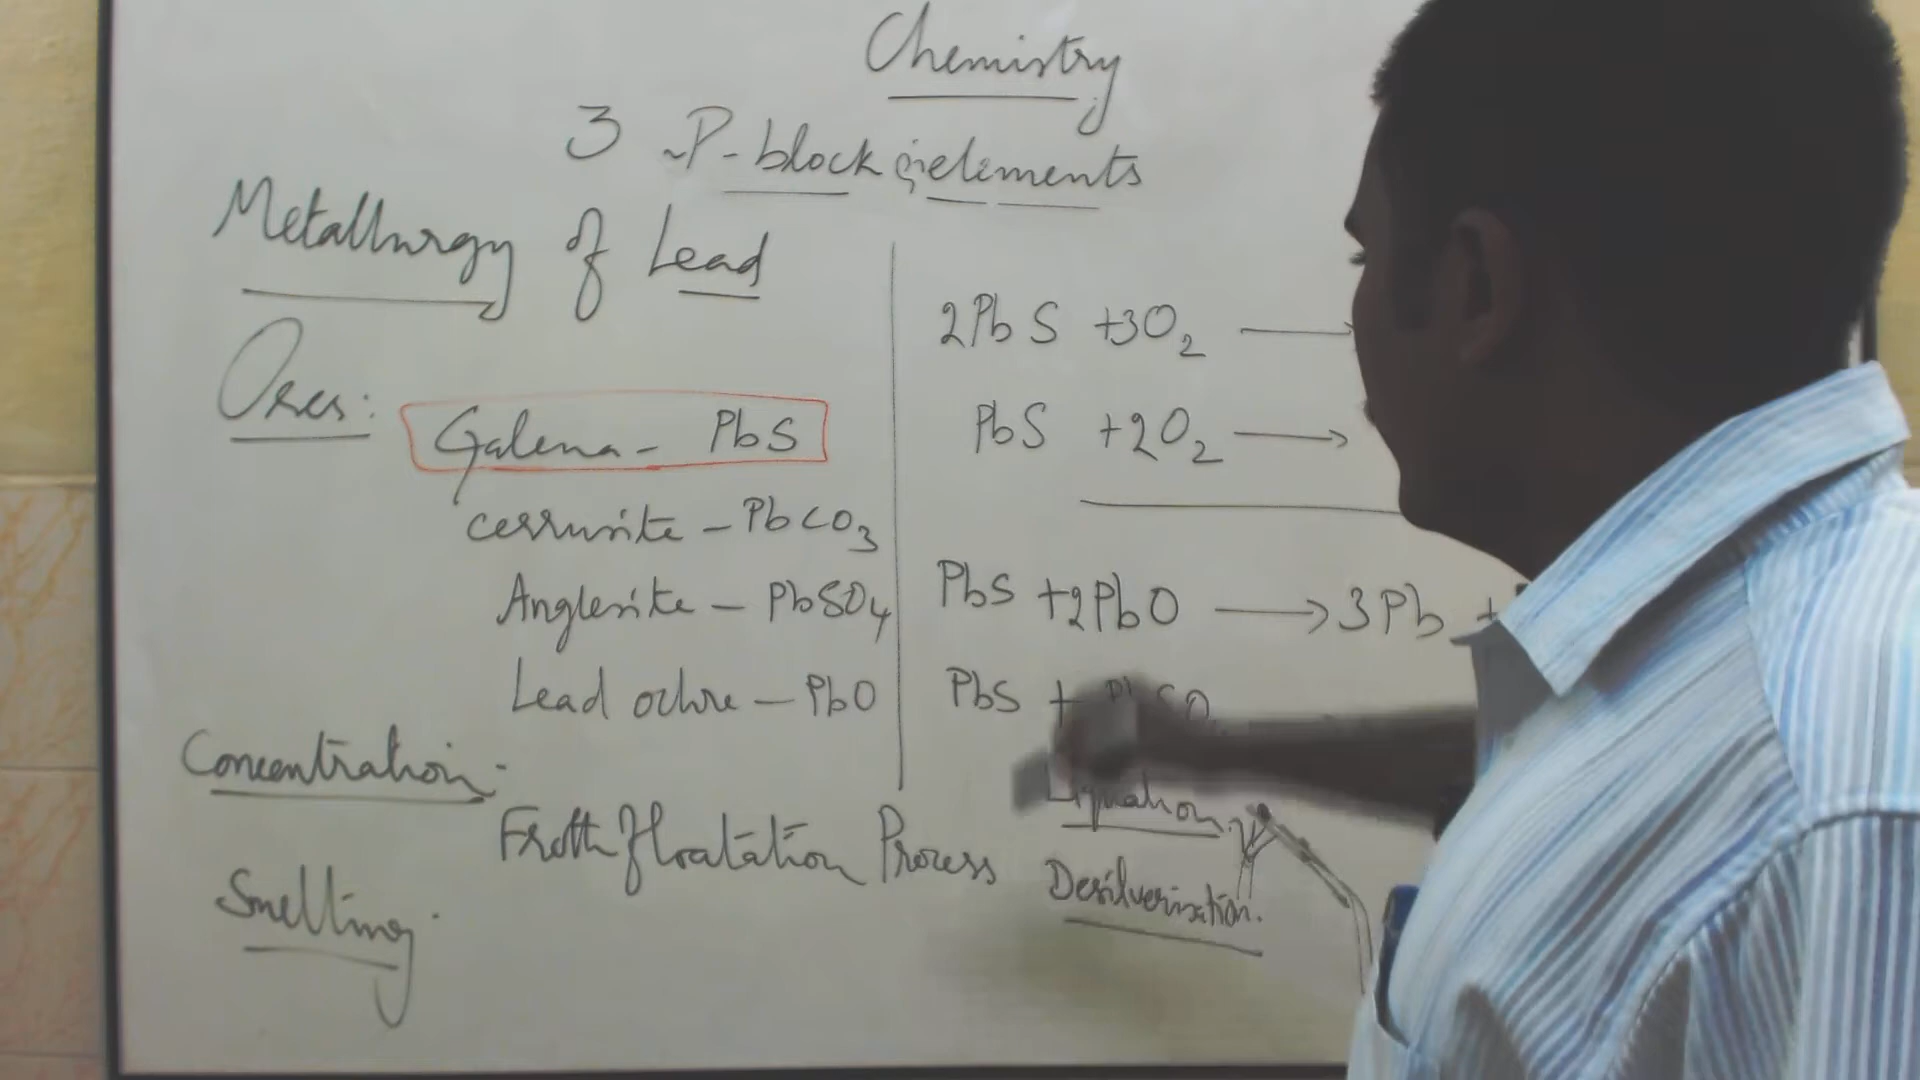 Chemistry
3 P-block elements
Metallurgy of Lead
Ores:
Galena - PbS
cerrusite - PbCO3
Anglesite - PbSO4
Lead ochre - PbO
Concentration:-
Froth floatation Process
Smelting:
2PbS +3O2 →
PbS +2O2 →
PbS +2PbO → 3Pb +
PbS +
Liquation
Desilverisation.